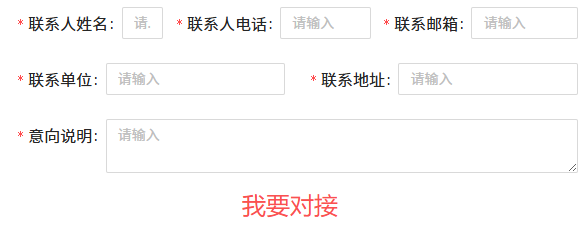 * 联系人姓名： 请. * 联系人电话： 请输入 * 联系邮箱： 请输入
* 联系单位： 请输入 * 联系地址： 请输入
* 意向说明： 请输入
我要对接